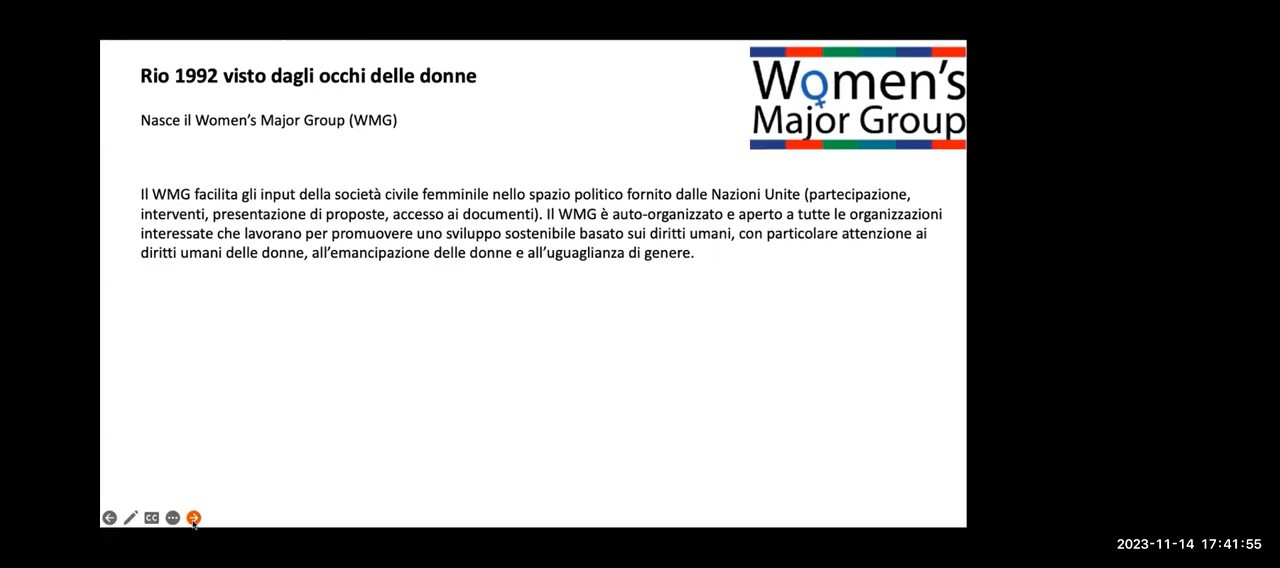 Rio 1992 visto dagli occhi delle donne
Women's
Major Group
Nasce il Women's Major Group (WMG)
Il WMG facilita gli input della società civile femminile nello spazio politico fornito dalle Nazioni Unite (partecipazione,
interventi, presentazione di proposte, accesso ai documenti). Il WMG è auto-organizzato e aperto a tutte le organizzazioni
interessate che lavorano per promuovere uno sviluppo sostenibile basato sui diritti umani, con particolare attenzione ai
diritti umani delle donne, all'emancipazione delle donne e all'uguaglianza di genere.
CC
2023-11-14 17:41:55